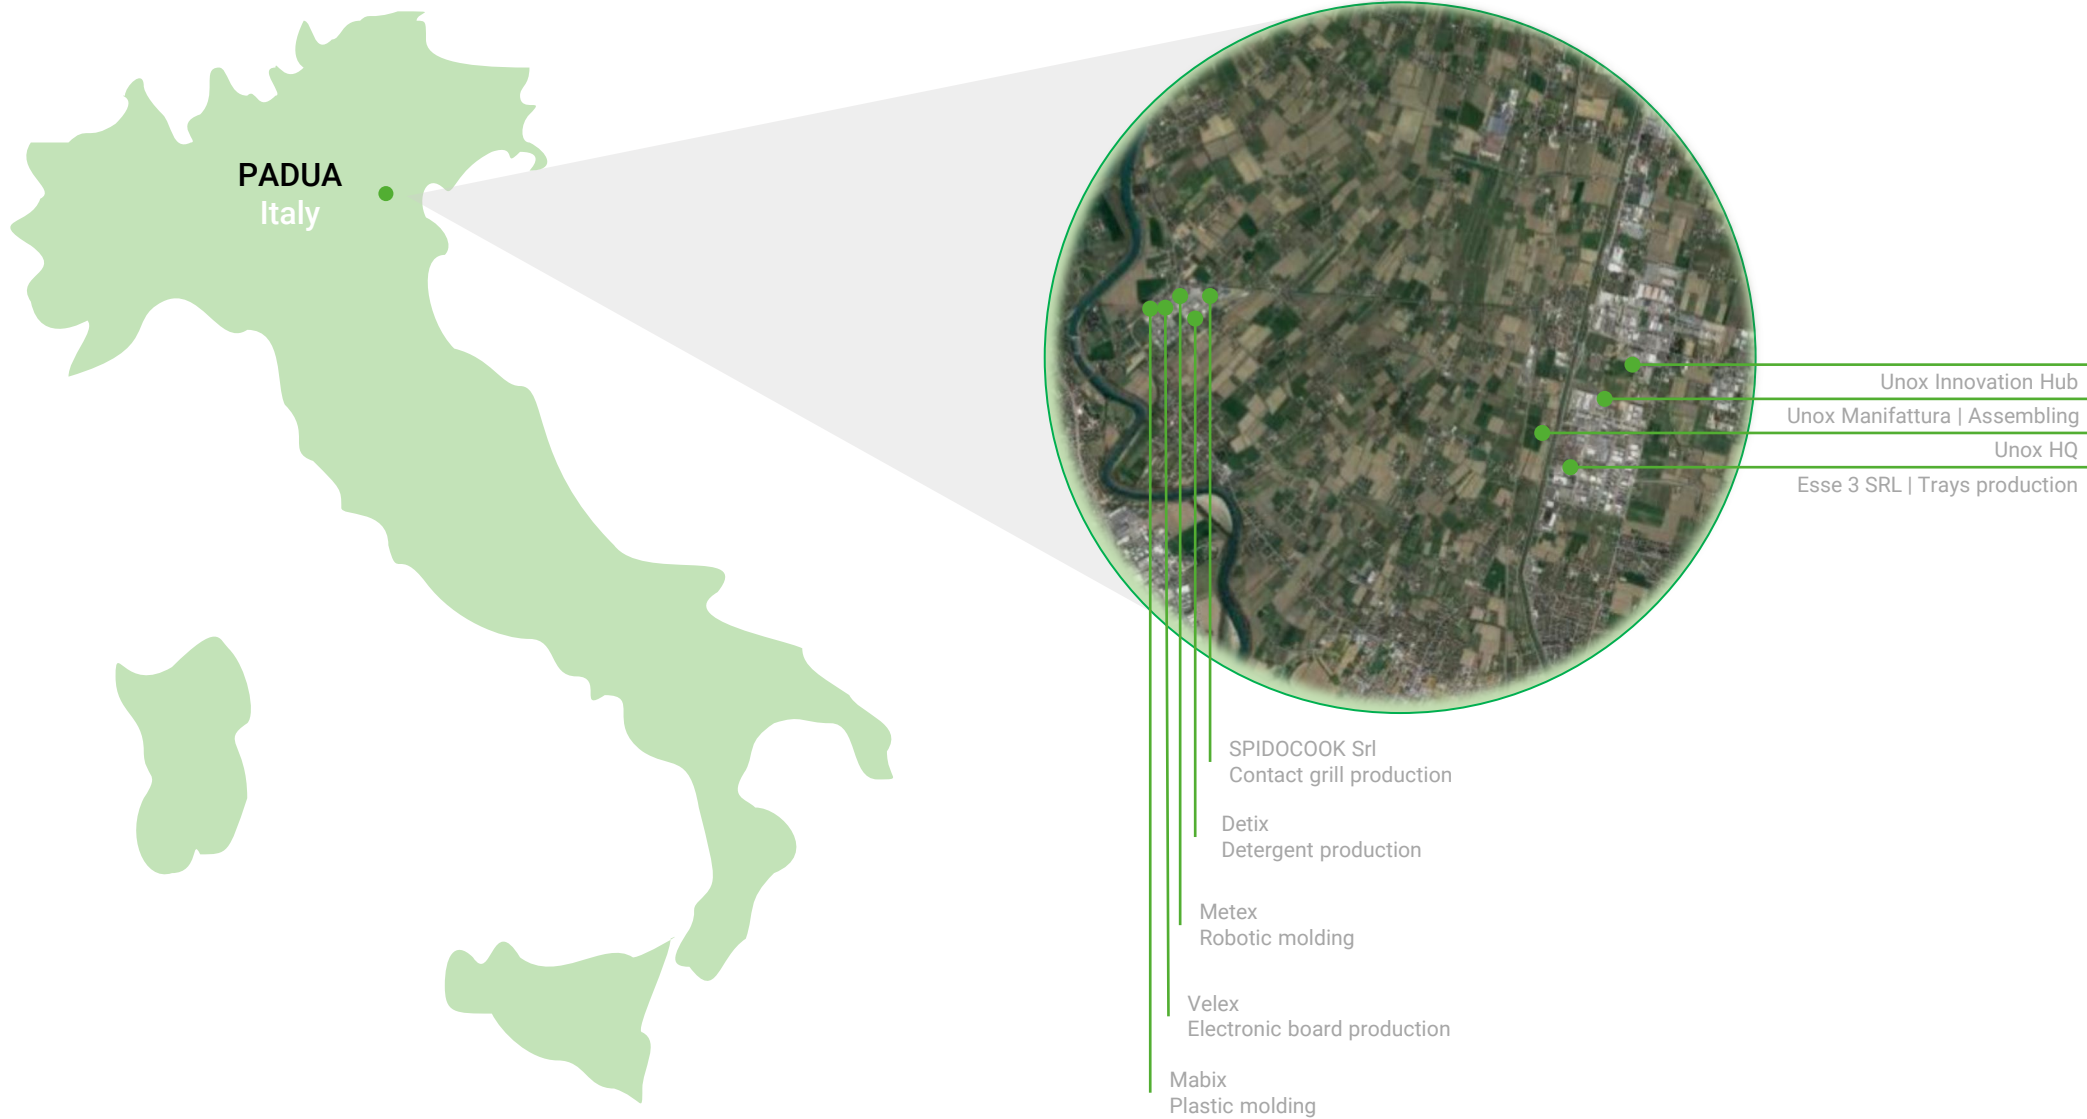 PADUA
Italy
Unox Innovation Hub
Unox Manifattura | Assembling
Unox HQ
Esse 3 SRL | Trays production
SPIDOCOOK Srl
Contact grill production
Detix
Detergent production
Metex
Robotic molding
Velex
Electronic board production
Mabix
Plastic molding